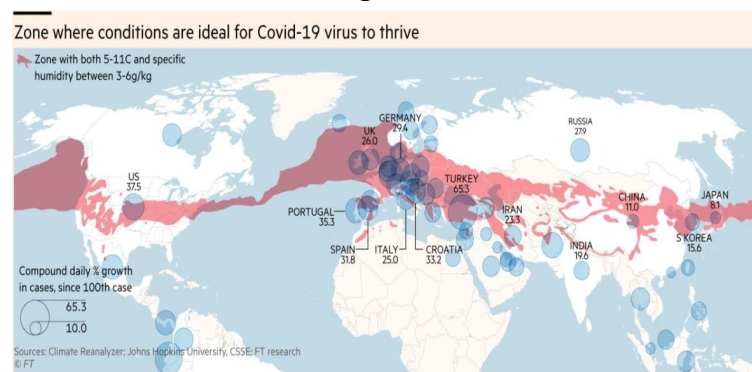 Zone where conditions are ideal for Covid-19 virus to thrive
Zone with both 5-11C and specific
humidity between 3-6g/kg
GERMANY
29.4
UK
26.0
RUSSIA
27.9
US
37.5
TURKEY
65.3
CHINA
11.0
JAPAN
8.1
PORTUGAL
35.3
IRAN
23.3
S KOREA
15.6
SPAIN
31.8
ITALY
25.0
CROATIA
33.2
INDIA
19.6
Compound daily % growth
in cases, since 100th case
65.3
10.0
Sources: Climate Reanalyzer; Johns Hopkins University, CSSE; FT research
© FT